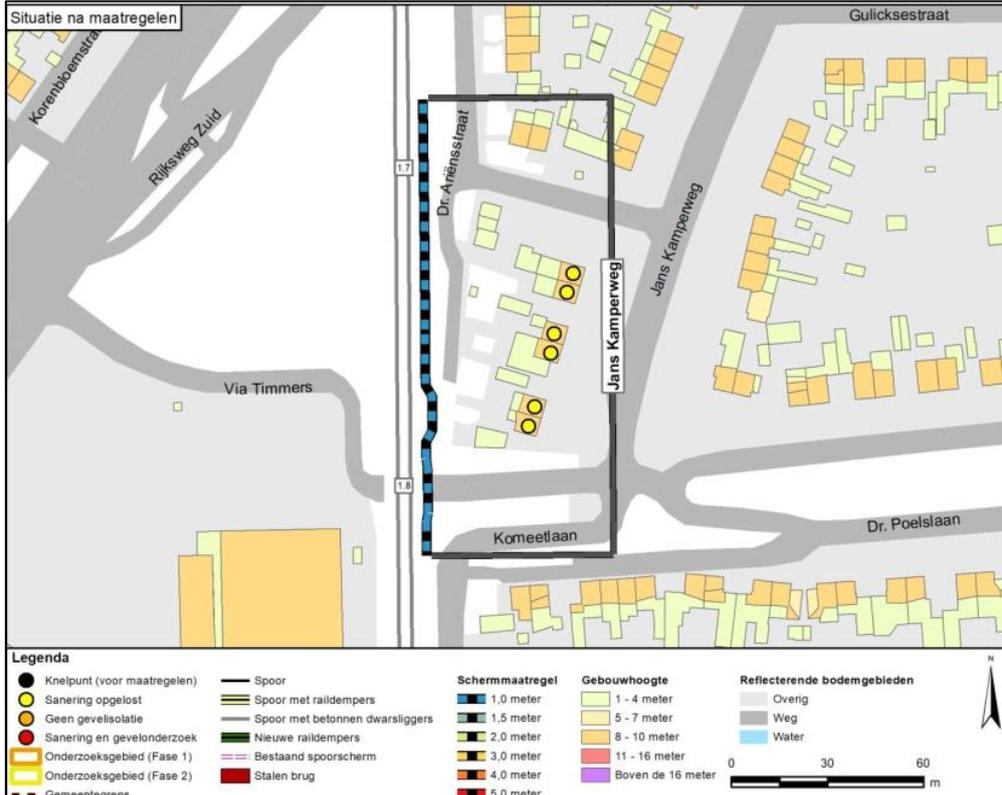 Situatie na maatregelen
Gulicksestraat
Korenbloemstraat
Rijksweg Zuid
1.7
Dr. Ariënsstraat
Jans Kamperweg
Jans Kamperweg
Via Timmers
1.8
Komeetlaan
Dr. Poelslaan
Legenda
Knelpunt (voor maatregelen)
Sanering opgelost
Geen gevelisolatie
Sanering en gevelonderzoek
Onderzoeksgebied (Fase 1)
Onderzoeksgebied (Fase 2)
Gemeentegrens
Spoor
Spoor met raildempers
Spoor met betonnen dwarsliggers
Nieuwe raildempers
Bestaand spoorscherm
Stalen brug
Schermmaatregel
1,0 meter
1,5 meter
2,0 meter
3,0 meter
4,0 meter
5,0 meter
Gebouwhoogte
1 - 4 meter
5 - 7 meter
8 - 10 meter
11 - 16 meter
Boven de 16 meter
Reflecterende bodemgebieden
Overig
Weg
Water
N
0 30 60
m